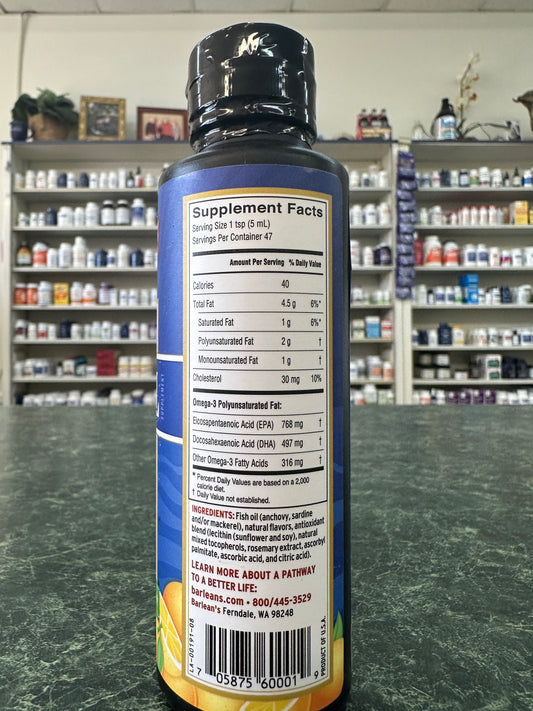 Supplement Facts
Serving Size 1 tsp (5 mL)
Servings Per Container 47
Amount Per Serving % Daily Value
Calories 40
Total Fat 4.5 g 6%*
Saturated Fat 1 g 6%*
Polyunsaturated Fat 2 g †
Monounsaturated Fat 1 g †
Cholesterol 30 mg 10%
Omega-3 Polyunsaturated Fat:
Eicosapentaenoic Acid (EPA) 768 mg †
Docosahexaenoic Acid (DHA) 497 mg †
Other Omega-3 Fatty Acids 316 mg †
* Percent Daily Values are based on a 2,000
calorie diet.
† Daily Value not established.
INGREDIENTS: Fish oil (anchovy, sardine
and/or mackerel), natural flavors, antioxidant
blend (lecithin (sunflower and soy), natural
mixed tocopherols, rosemary extract, ascorbyl
palmitate, ascorbic acid, and citric acid).
LEARN MORE ABOUT A PATHWAY
TO A BETTER LIFE:
barleans.com • 800/445-3529
Barlean's Ferndale, WA 98248
LA-00191-08
7 05875 60001 9
PRODUCT OF U.S.A.
SUPPLEMENT